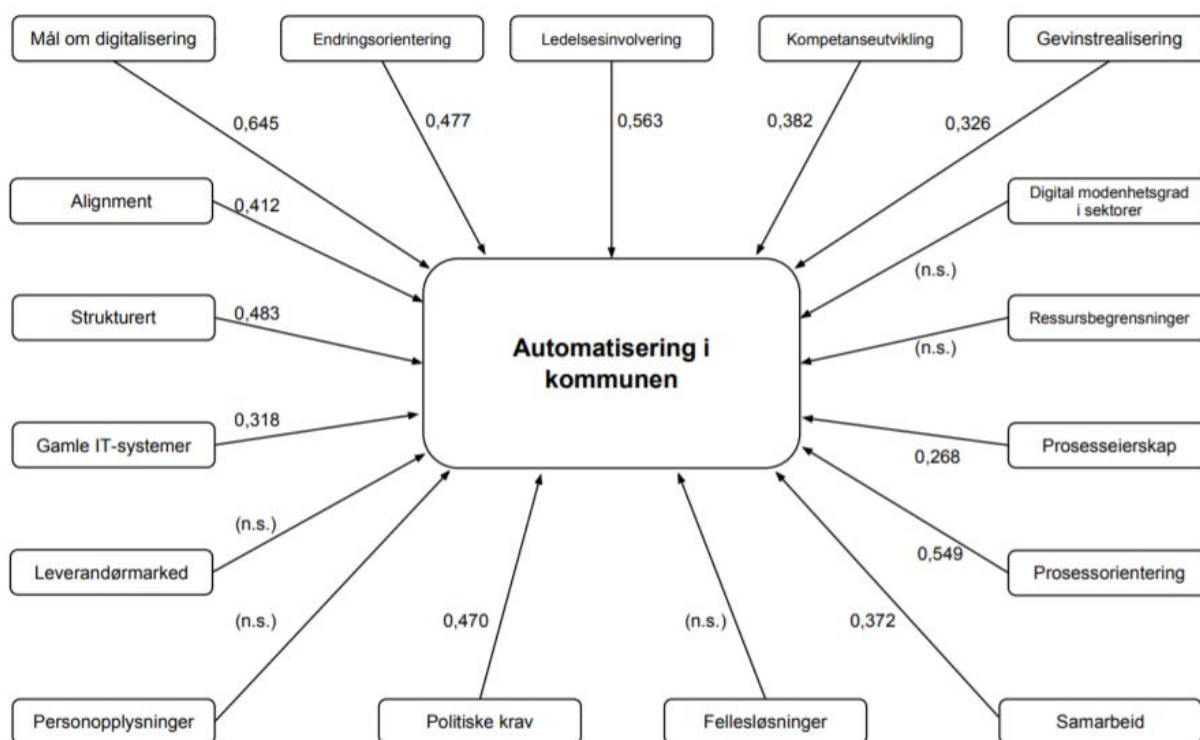 Mål om digitalisering
Endringsorientering
Ledelsesinvolvering
Kompetanseutvikling
Gevinstrealisering
0,645
0,477
0,563
0,382
0,326
Alignment
0,412
Digital modenhetsgrad
i sektorer
(n.s.)
Strukturert
0,483
Automatisering i
kommunen
Ressursbegrensninger
(n.s.)
Gamle IT-systemer
0,318
Prosesseierskap
0,268
Leverandørmarked
(n.s.)
Prosessorientering
0,549
Personopplysninger
(n.s.)
Politiske krav
0,470
Fellesløsninger
(n.s.)
Samarbeid
0,372